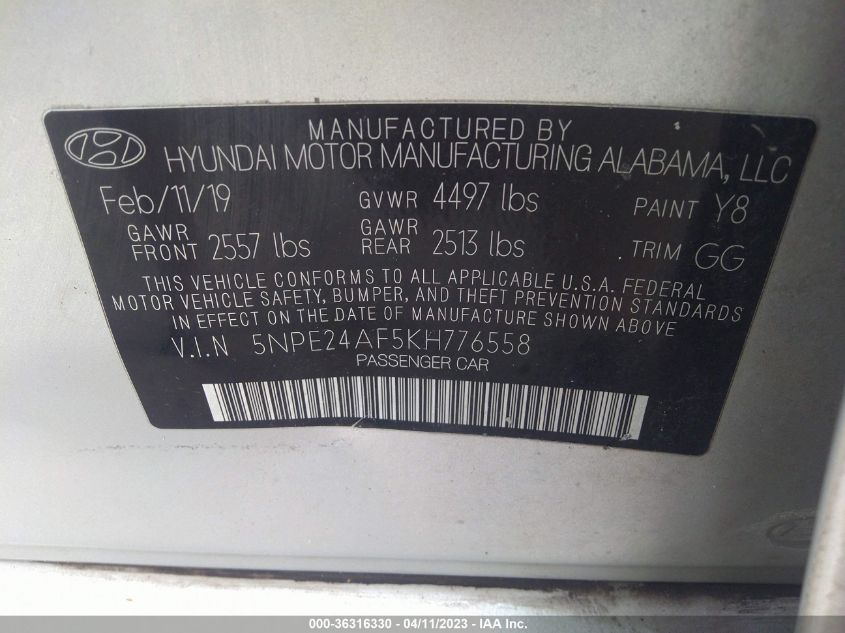 MANUFACTURED BY
HYUNDAI MOTOR MANUFACTURING ALABAMA, LLC
Feb/11/19 GVWR 4497 lbs PAINT Y8
GAWR FRONT 2557 lbs GAWR REAR 2513 lbs TRIM GG
THIS VEHICLE CONFORMS TO ALL APPLICABLE U.S.A. FEDERAL
MOTOR VEHICLE SAFETY, BUMPER, AND THEFT PREVENTION STANDARDS
IN EFFECT ON THE DATE OF MANUFACTURE SHOWN ABOVE
V.I.N 5NPE24AF5KH776558
PASSENGER CAR
000-36316330 - 04/11/2023 - IAA Inc.